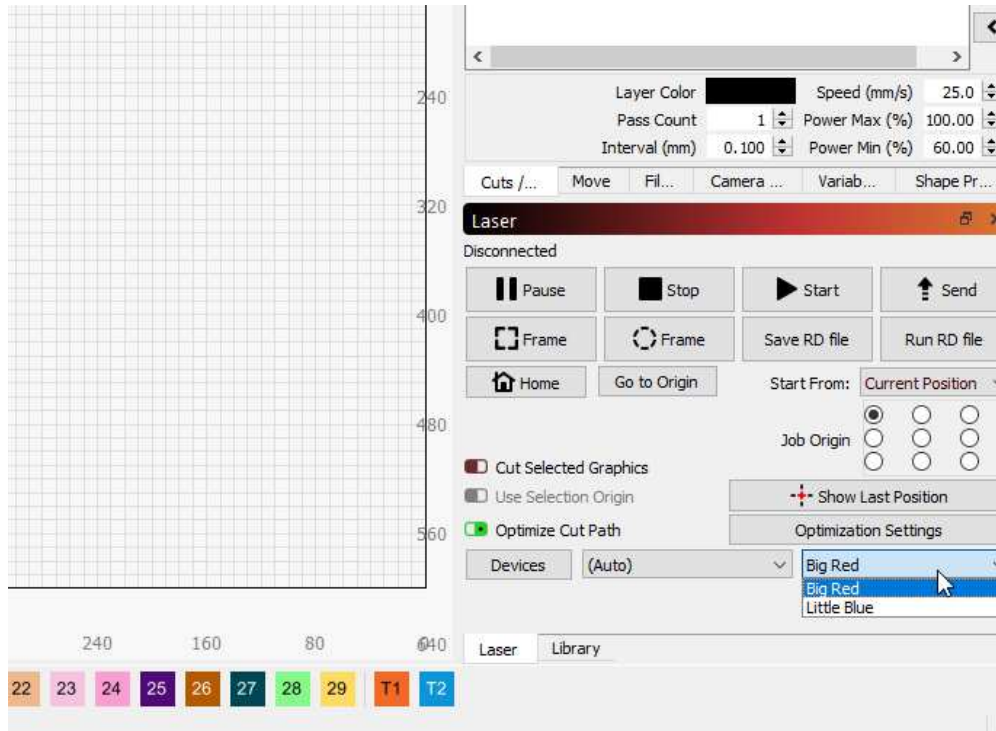 240
320
400
480
560
240 160 80 640
22 23 24 25 26 27 28 29 T1 T2
Layer Color Speed (mm/s) 25.0
Pass Count 1 Power Max (%) 100.00
Interval (mm) 0.100 Power Min (%) 60.00
Cuts /... Move Fil... Camera ... Variab... Shape Pr...
Laser
Disconnected
Pause Stop Start Send
Frame Frame Save RD file Run RD file
Home Go to Origin Start From: Current Position
Job Origin
Cut Selected Graphics
Use Selection Origin Show Last Position
Optimize Cut Path Optimization Settings
Devices (Auto) Big Red
Big Red
Little Blue
Laser Library